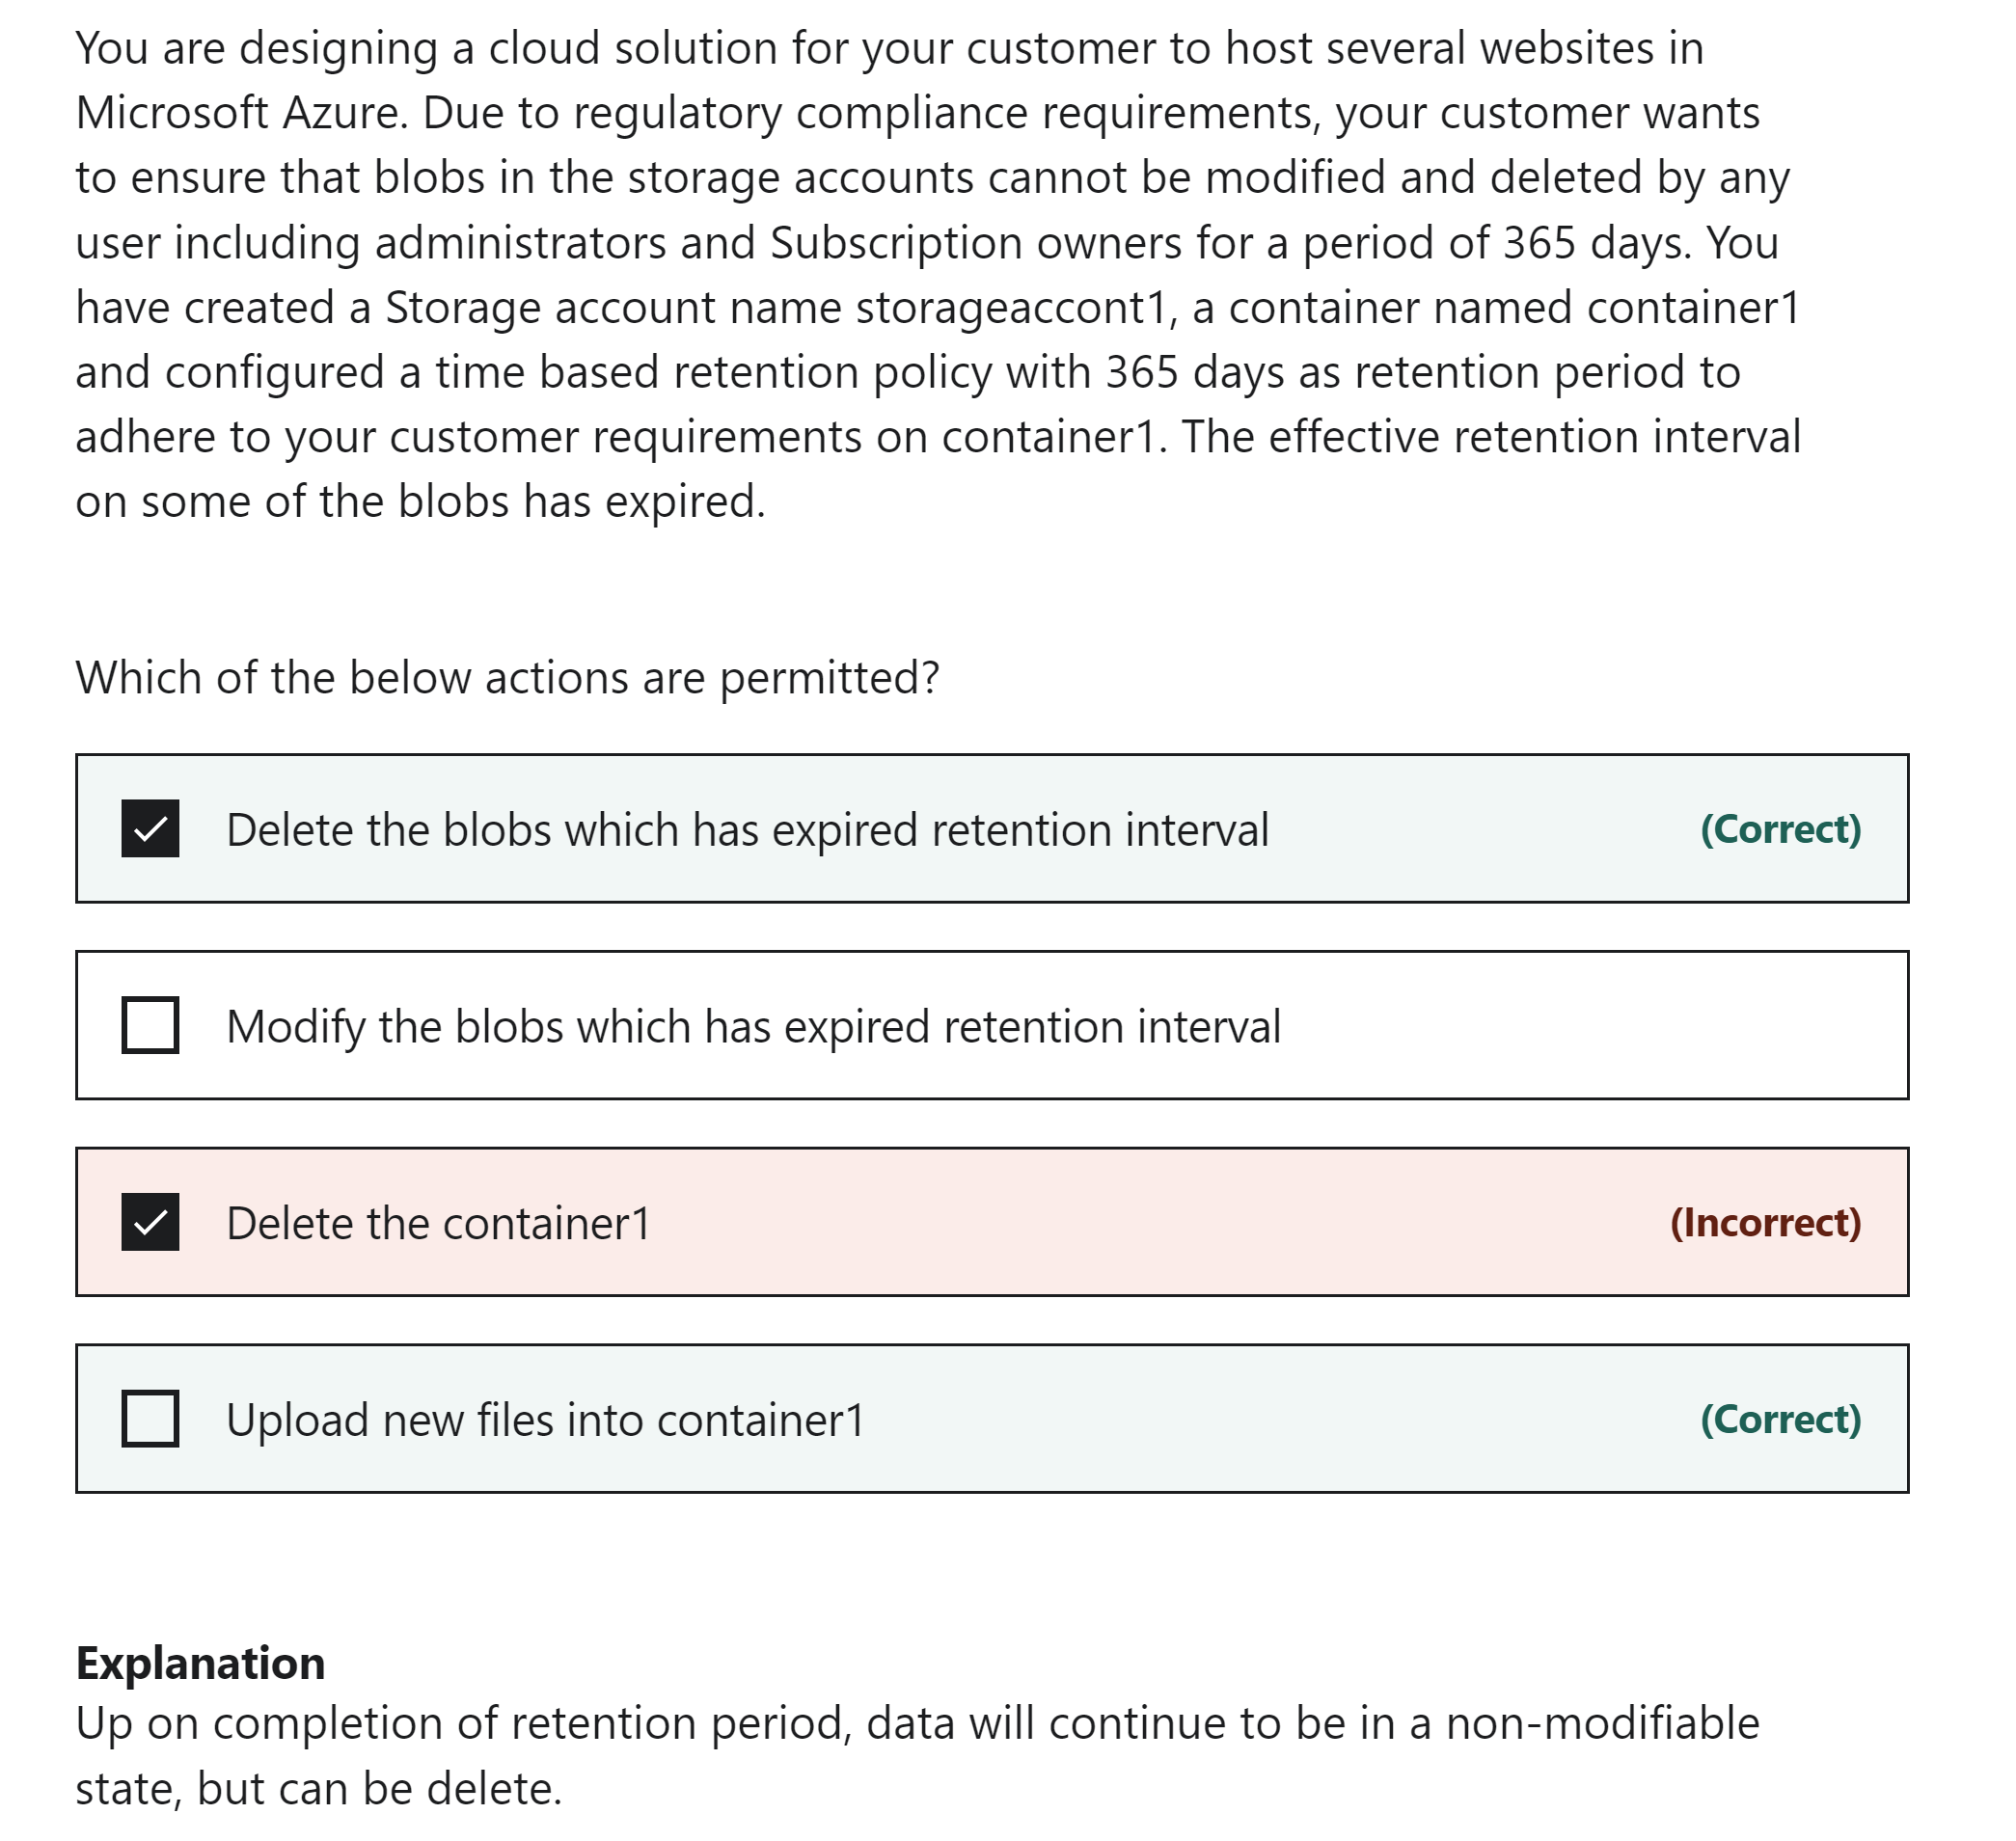 You are designing a cloud solution for your customer to host several websites in
Microsoft Azure. Due to regulatory compliance requirements, your customer wants
to ensure that blobs in the storage accounts cannot be modified and deleted by any
user including administrators and Subscription owners for a period of 365 days. You
have created a Storage account name storageaccont1, a container named container1
and configured a time based retention policy with 365 days as retention period to
adhere to your customer requirements on container1. The effective retention interval
on some of the blobs has expired.
Which of the below actions are permitted?
Delete the blobs which has expired retention interval (Correct)
Modify the blobs which has expired retention interval
Delete the container1 (Incorrect)
Upload new files into container1 (Correct)
Explanation
Up on completion of retention period, data will continue to be in a non-modifiable
state, but can be delete.